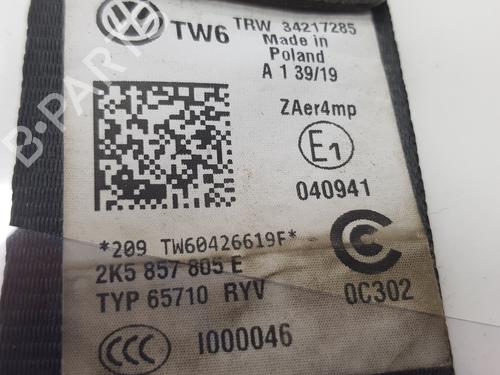 TW6 TRW 34217285
Made in
Poland
A 1 39/19
ZAer4mp
E1
040941
*209 TW60426619F*
2K5 857 805 E
TYP 65710 RYV
0C302
CCC I000046
B-PARTS